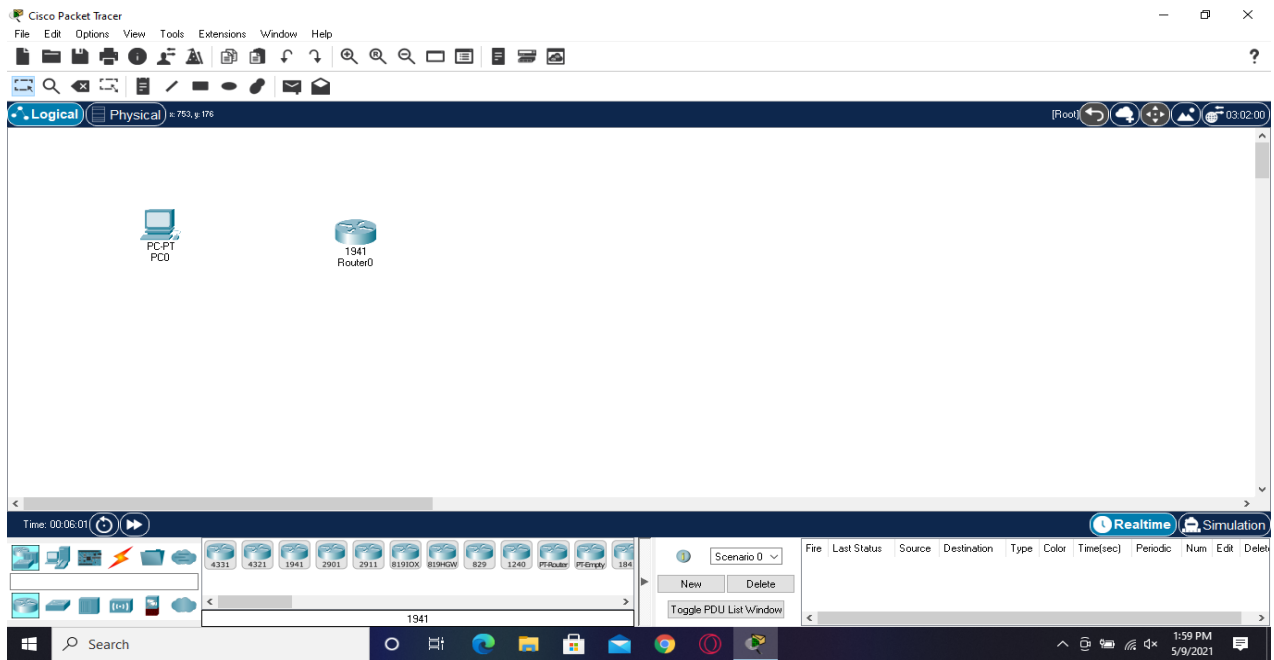 Cisco Packet Tracer
File Edit Options View Tools Extensions Window Help
?
Logical Physical x: 753, y: 176 [Root] 03:02:00
PC-PT
PC0
1941
Router0
Time: 00:06:01 Realtime Simulation
4331 4321 1941 2901 2911 819IOX 819HGW 829 1240 PT-Router PT-Empty 184
1941
Scenario 0
New Delete
Toggle PDU List Window
Fire Last Status Source Destination Type Color Time(sec) Periodic Num Edit Delet
Search
1:59 PM
5/9/2021